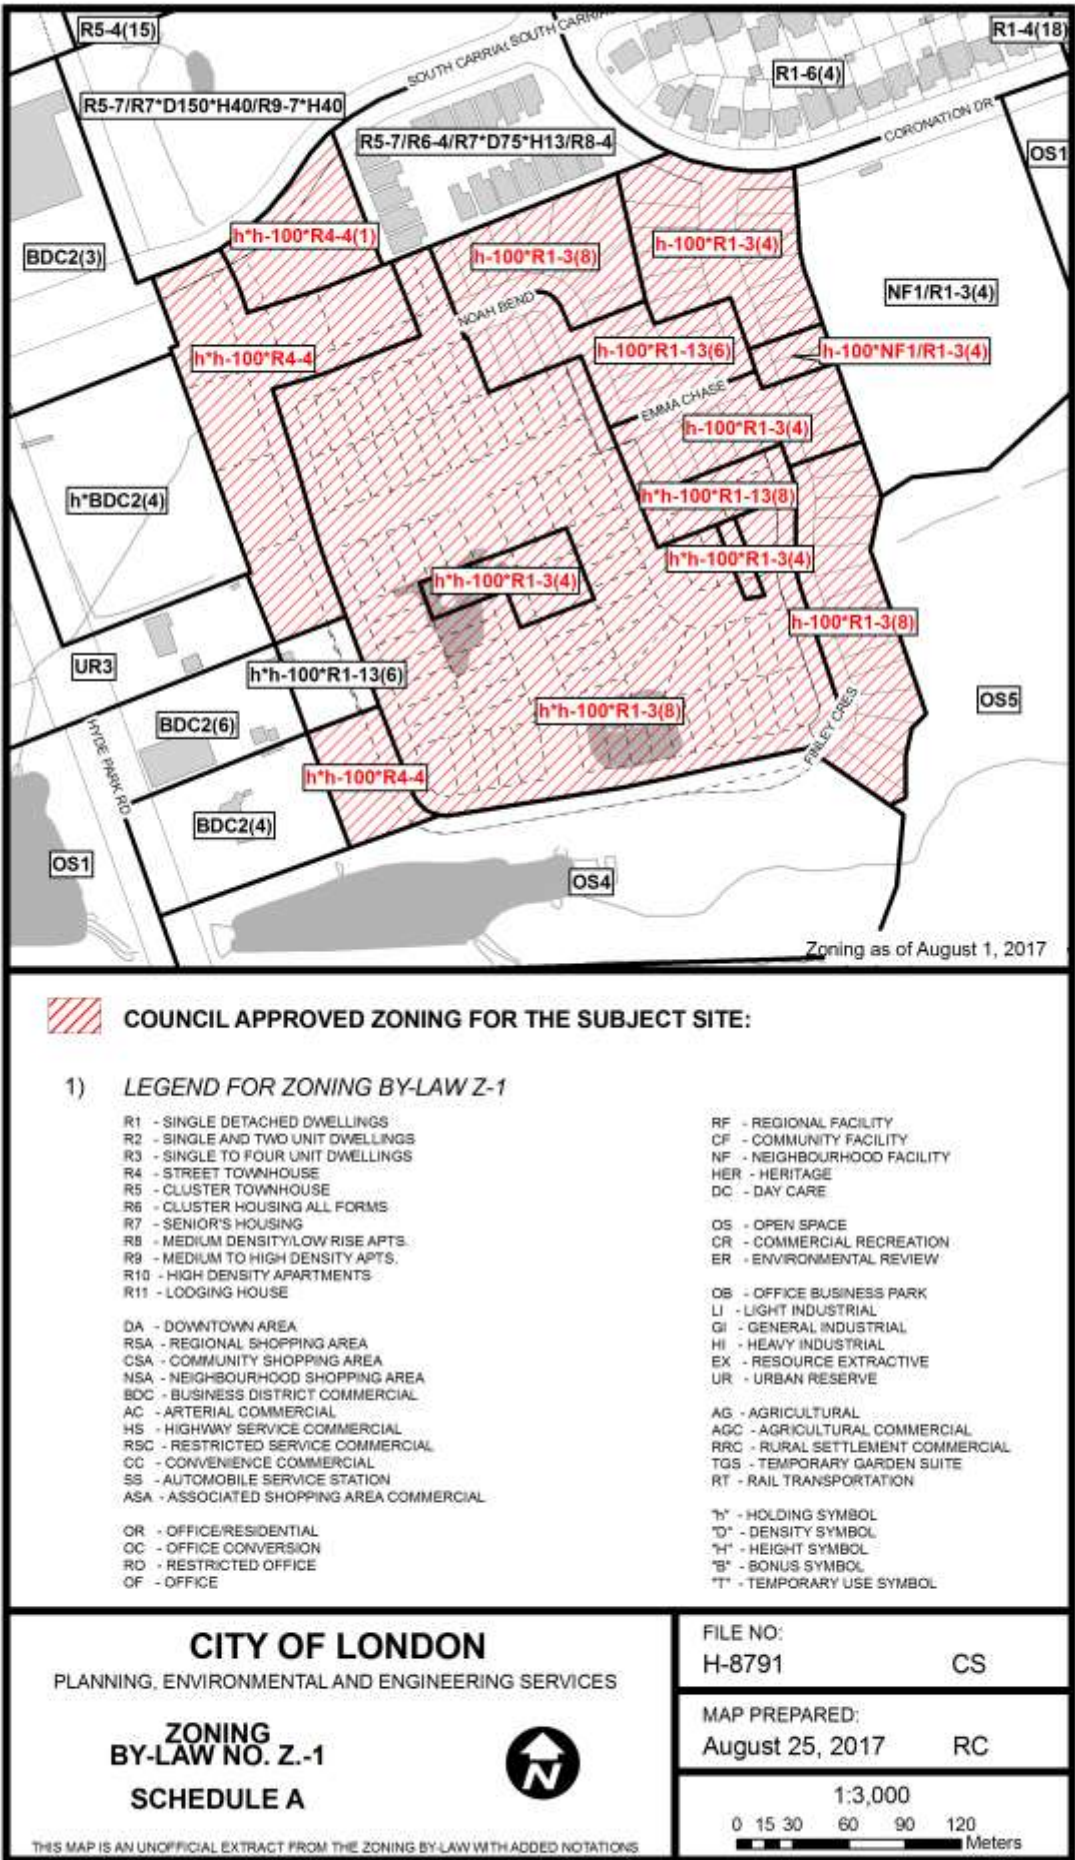 R5-4(15)
SOUTH CARRIA
SOUTH CARRIA
R1-4(18)
R1-6(4)
R5-7/R7*D150*H40/R9-7*H40
R5-7/R6-4/R7*D75*H13/R8-4
CORONATION DR
OS1
h*h-100*R4-4(1)
h-100*R1-3(8)
h-100*R1-3(4)
BDC2(3)
NF1/R1-3(4)
NOAH BEND
h*h-100*R4-4
h-100*R1-13(6)
h-100*NF1/R1-3(4)
EMMA CHASE
h-100*R1-3(4)
h*BDC2(4)
h*h-100*R1-13(8)
h*h-100*R1-3(4)
h*h-100*R1-3(4)
h-100*R1-3(8)
UR3
h*h-100*R1-13(6)
OS5
BDC2(6)
h*h-100*R1-3(8)
HYDE PARK RD
FINLEY CRES
h*h-100*R4-4
BDC2(4)
OS1
OS4
Zoning as of August 1, 2017
COUNCIL APPROVED ZONING FOR THE SUBJECT SITE:
1) LEGEND FOR ZONING BY-LAW Z-1
R1 - SINGLE DETACHED DWELLINGS
R2 - SINGLE AND TWO UNIT DWELLINGS
R3 - SINGLE TO FOUR UNIT DWELLINGS
R4 - STREET TOWNHOUSE
R5 - CLUSTER TOWNHOUSE
R6 - CLUSTER HOUSING ALL FORMS
R7 - SENIOR'S HOUSING
R8 - MEDIUM DENSITY/LOW RISE APTS.
R9 - MEDIUM TO HIGH DENSITY APTS.
R10 - HIGH DENSITY APARTMENTS
R11 - LODGING HOUSE
DA - DOWNTOWN AREA
RSA - REGIONAL SHOPPING AREA
CSA - COMMUNITY SHOPPING AREA
NSA - NEIGHBOURHOOD SHOPPING AREA
BDC - BUSINESS DISTRICT COMMERCIAL
AC - ARTERIAL COMMERCIAL
HS - HIGHWAY SERVICE COMMERCIAL
RSC - RESTRICTED SERVICE COMMERCIAL
CC - CONVENIENCE COMMERCIAL
SS - AUTOMOBILE SERVICE STATION
ASA - ASSOCIATED SHOPPING AREA COMMERCIAL
OR - OFFICE/RESIDENTIAL
OC - OFFICE CONVERSION
RO - RESTRICTED OFFICE
OF - OFFICE
RF - REGIONAL FACILITY
CF - COMMUNITY FACILITY
NF - NEIGHBOURHOOD FACILITY
HER - HERITAGE
DC - DAY CARE
OS - OPEN SPACE
CR - COMMERCIAL RECREATION
ER - ENVIRONMENTAL REVIEW
OB - OFFICE BUSINESS PARK
LI - LIGHT INDUSTRIAL
GI - GENERAL INDUSTRIAL
HI - HEAVY INDUSTRIAL
EX - RESOURCE EXTRACTIVE
UR - URBAN RESERVE
AG - AGRICULTURAL
AGC - AGRICULTURAL COMMERCIAL
RRC - RURAL SETTLEMENT COMMERCIAL
TGS - TEMPORARY GARDEN SUITE
RT - RAIL TRANSPORTATION
"h" - HOLDING SYMBOL
"D" - DENSITY SYMBOL
"H" - HEIGHT SYMBOL
"B" - BONUS SYMBOL
"T" - TEMPORARY USE SYMBOL
CITY OF LONDON
PLANNING, ENVIRONMENTAL AND ENGINEERING SERVICES
ZONING
BY-LAW NO. Z.-1
SCHEDULE A
N
THIS MAP IS AN UNOFFICIAL EXTRACT FROM THE ZONING BY-LAW WITH ADDED NOTATIONS
FILE NO:
H-8791 CS
MAP PREPARED:
August 25, 2017 RC
1:3,000
0 15 30 60 90 120
Meters